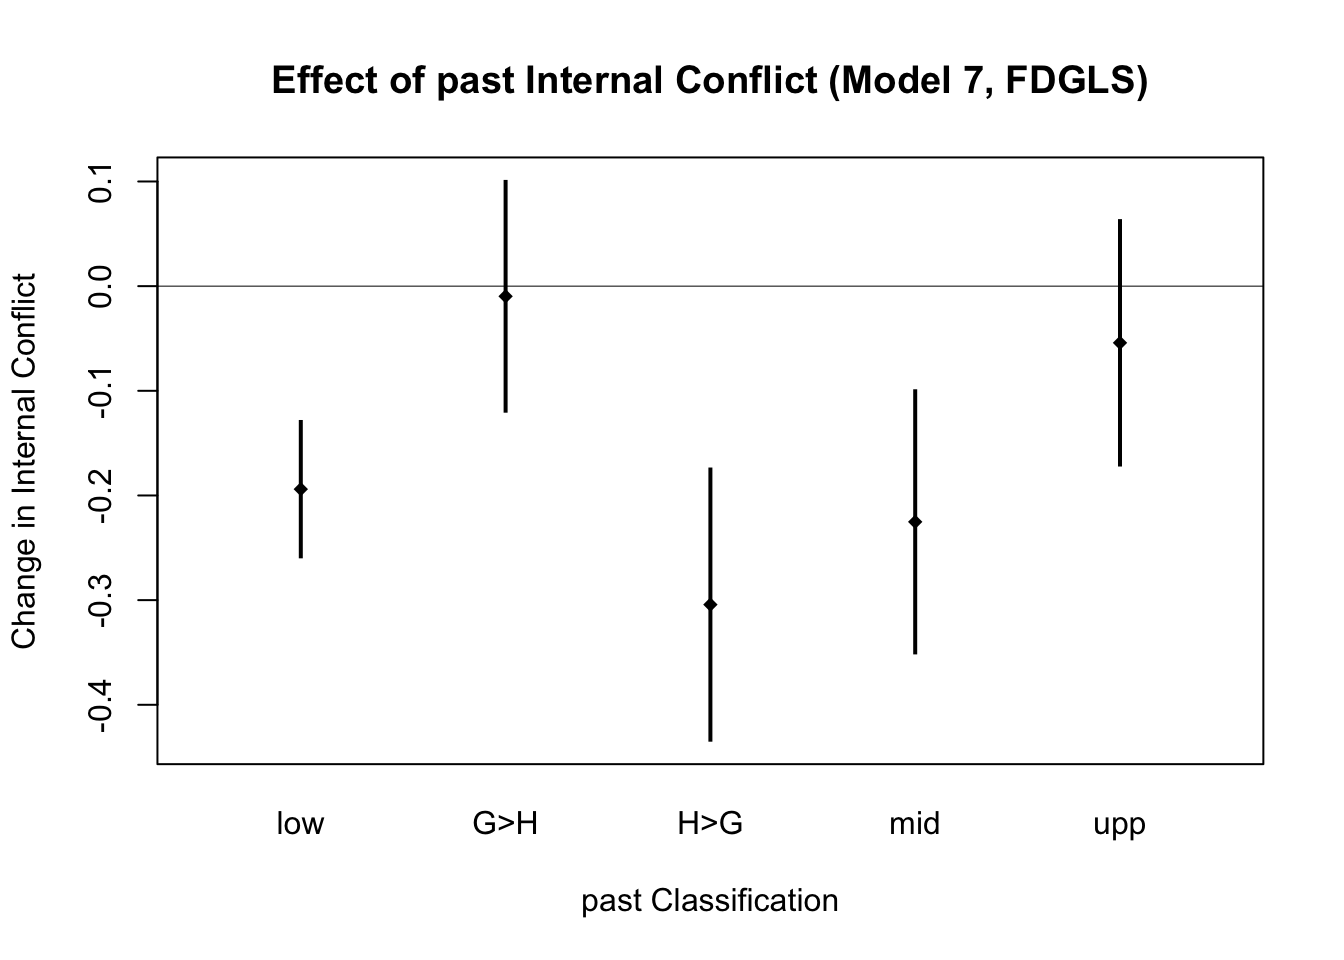 Effect of past Internal Conflict (Model 7, FDGLS)
Change in Internal Conflict
0.1
0.0
-0.1
-0.2
-0.3
-0.4
low G>H H>G mid upp
past Classification